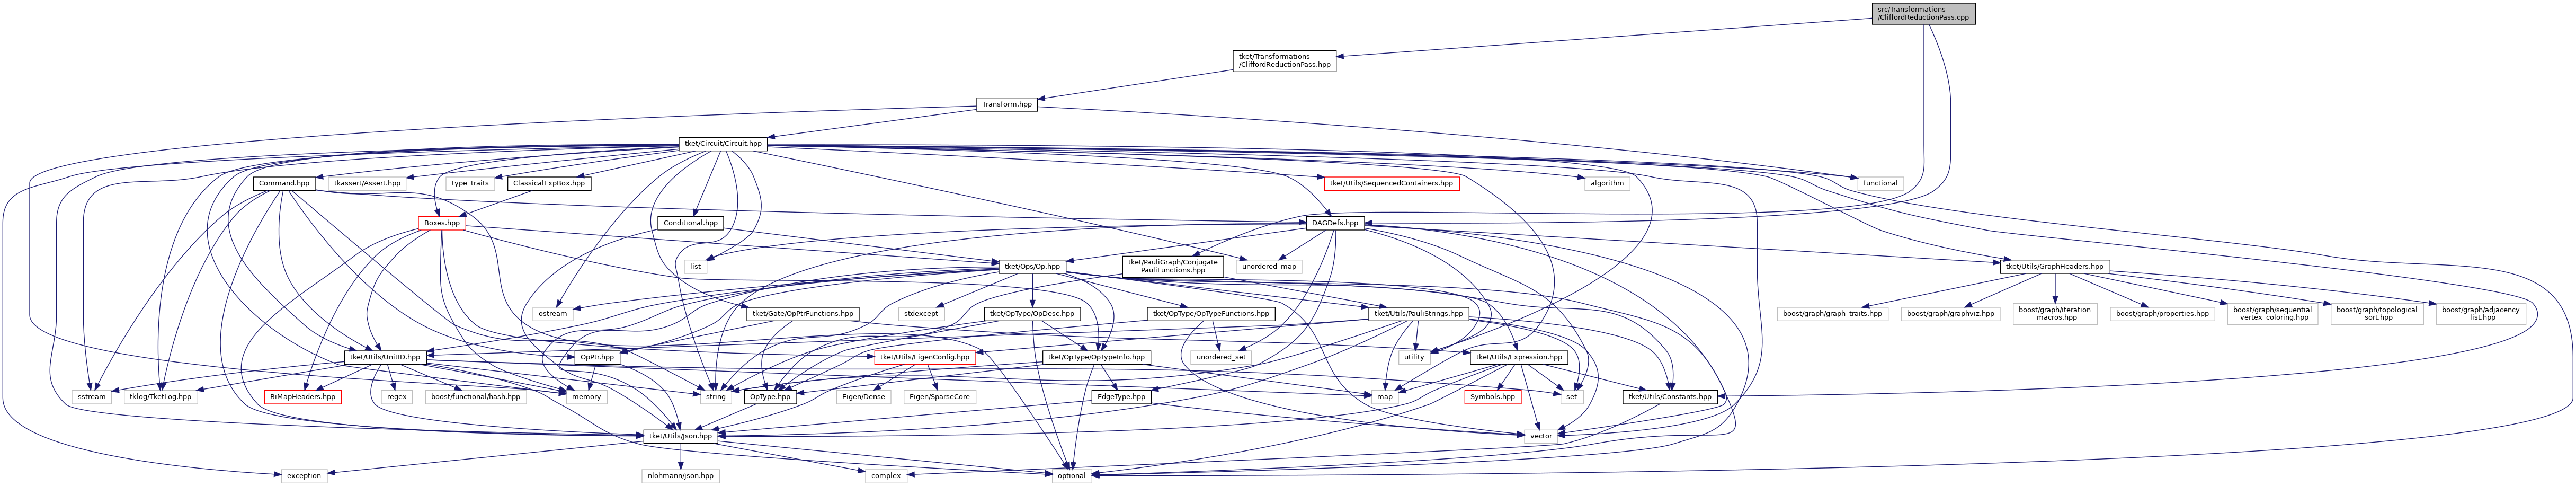 src/Transformations
/CliffordReductionPass.cpp
tket/Transformations
/CliffordReductionPass.hpp
Transform.hpp
tket/Circuit/Circuit.hpp
Command.hpp
tkassert/Assert.hpp
type_traits
ClassicalExpBox.hpp
tket/Utils/SequencedContainers.hpp
algorithm
functional
Boxes.hpp
Conditional.hpp
DAGDefs.hpp
list
tket/Ops/Op.hpp
tket/PauliGraph/Conjugate
PauliFunctions.hpp
unordered_map
tket/Utils/GraphHeaders.hpp
ostream
tket/Gate/OpPtrFunctions.hpp
stdexcept
tket/OpType/OpDesc.hpp
tket/OpType/OpTypeFunctions.hpp
tket/Utils/PauliStrings.hpp
boost/graph/graph_traits.hpp
boost/graph/graphviz.hpp
boost/graph/iteration
_macros.hpp
boost/graph/properties.hpp
boost/graph/sequential
_vertex_coloring.hpp
boost/graph/topological
_sort.hpp
boost/graph/adjacency
_list.hpp
tket/Utils/UnitID.hpp
OpPtr.hpp
tket/Utils/EigenConfig.hpp
tket/OpType/OpTypeInfo.hpp
unordered_set
utility
tket/Utils/Expression.hpp
sstream
tklog/TketLog.hpp
BiMapHeaders.hpp
regex
boost/functional/hash.hpp
memory
string
OpType.hpp
Eigen/Dense
Eigen/SparseCore
EdgeType.hpp
map
Symbols.hpp
set
tket/Utils/Constants.hpp
tket/Utils/Json.hpp
vector
exception
nlohmann/json.hpp
complex
optional